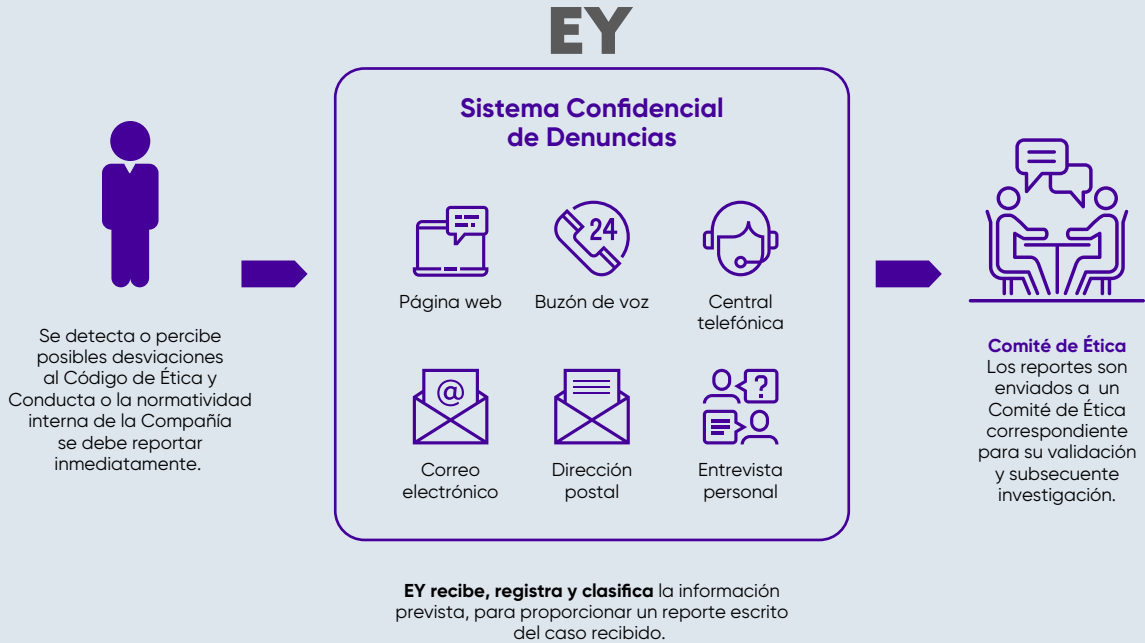 EY
Sistema Confidencial
de Denuncias
24
Página web
Buzón de voz
Central
telefónica
@
?
Correo
electrónico
Dirección
postal
Entrevista
personal
Se detecta o percibe
posibles desviaciones
al Código de Ética y
Conducta o la normatividad
interna de la Compañía
se debe reportar
inmediatamente.
Comité de Ética
Los reportes son
enviados a un
Comité de Ética
correspondiente
para su validación
y subsecuente
investigación.
EY recibe, registra y clasifica la información
prevista, para proporcionar un reporte escrito
del caso recibido.